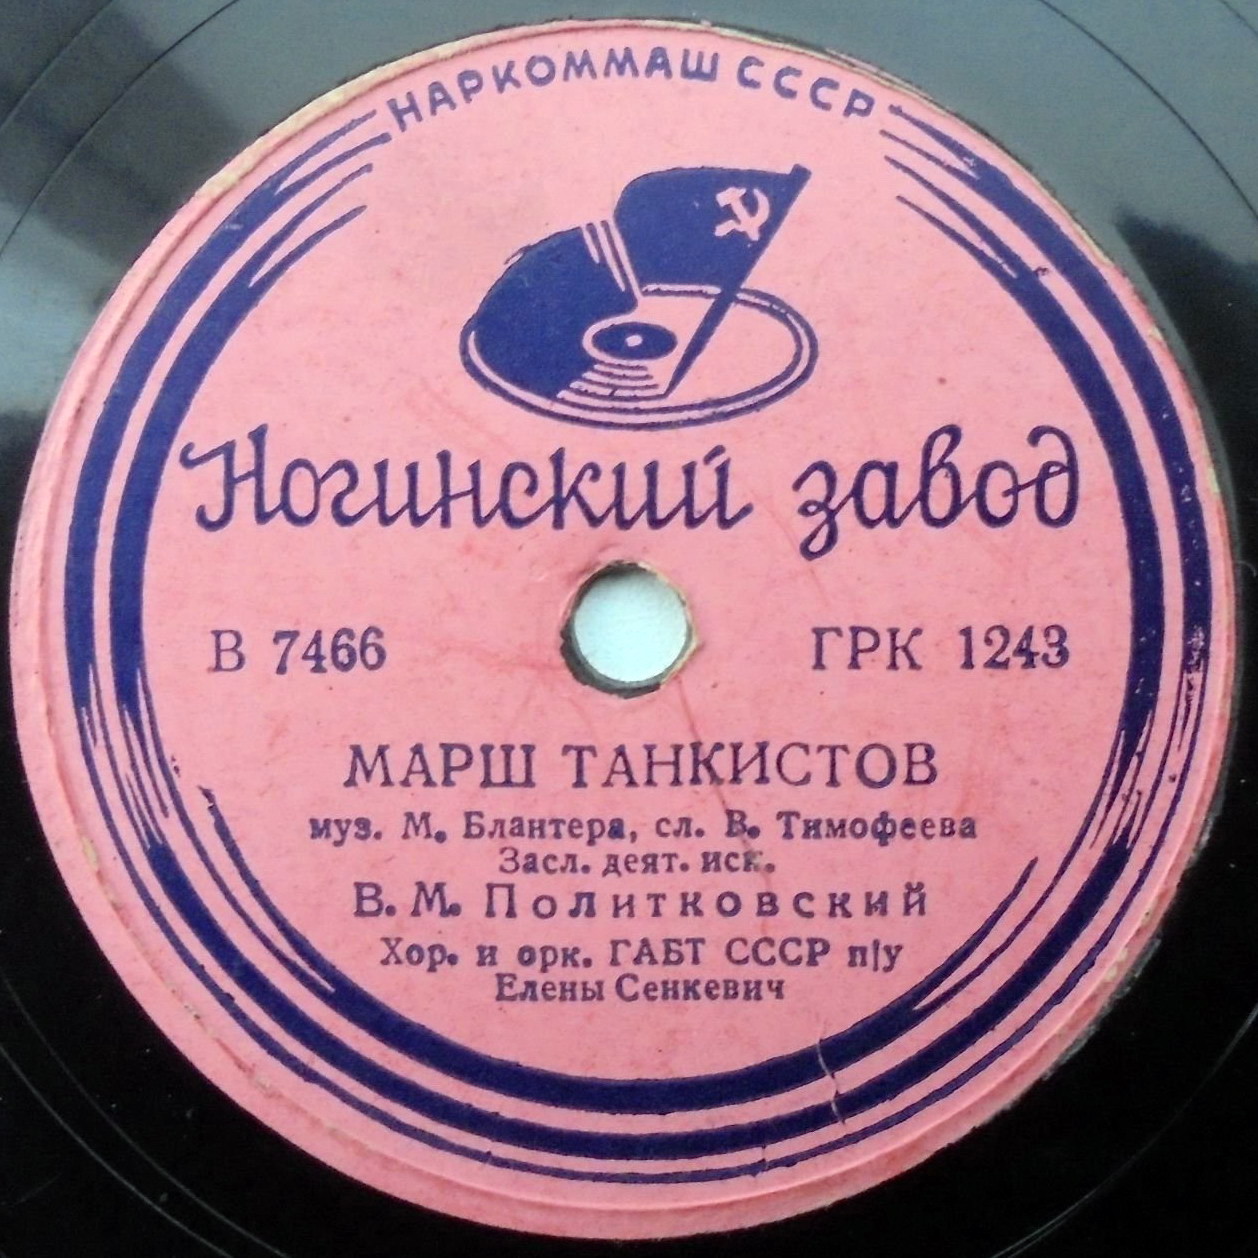 НАРКОММАШ СССР
Ногинский завод
В 7466 ГРК 1243
МАРШ ТАНКИСТОВ
муз. М. Блантера, сл. В. Тимофеева
Засл. деят. иск.
В. М. Политковский
Хор. и орк. ГАБТ СССР п/у
Елены Сенкевич